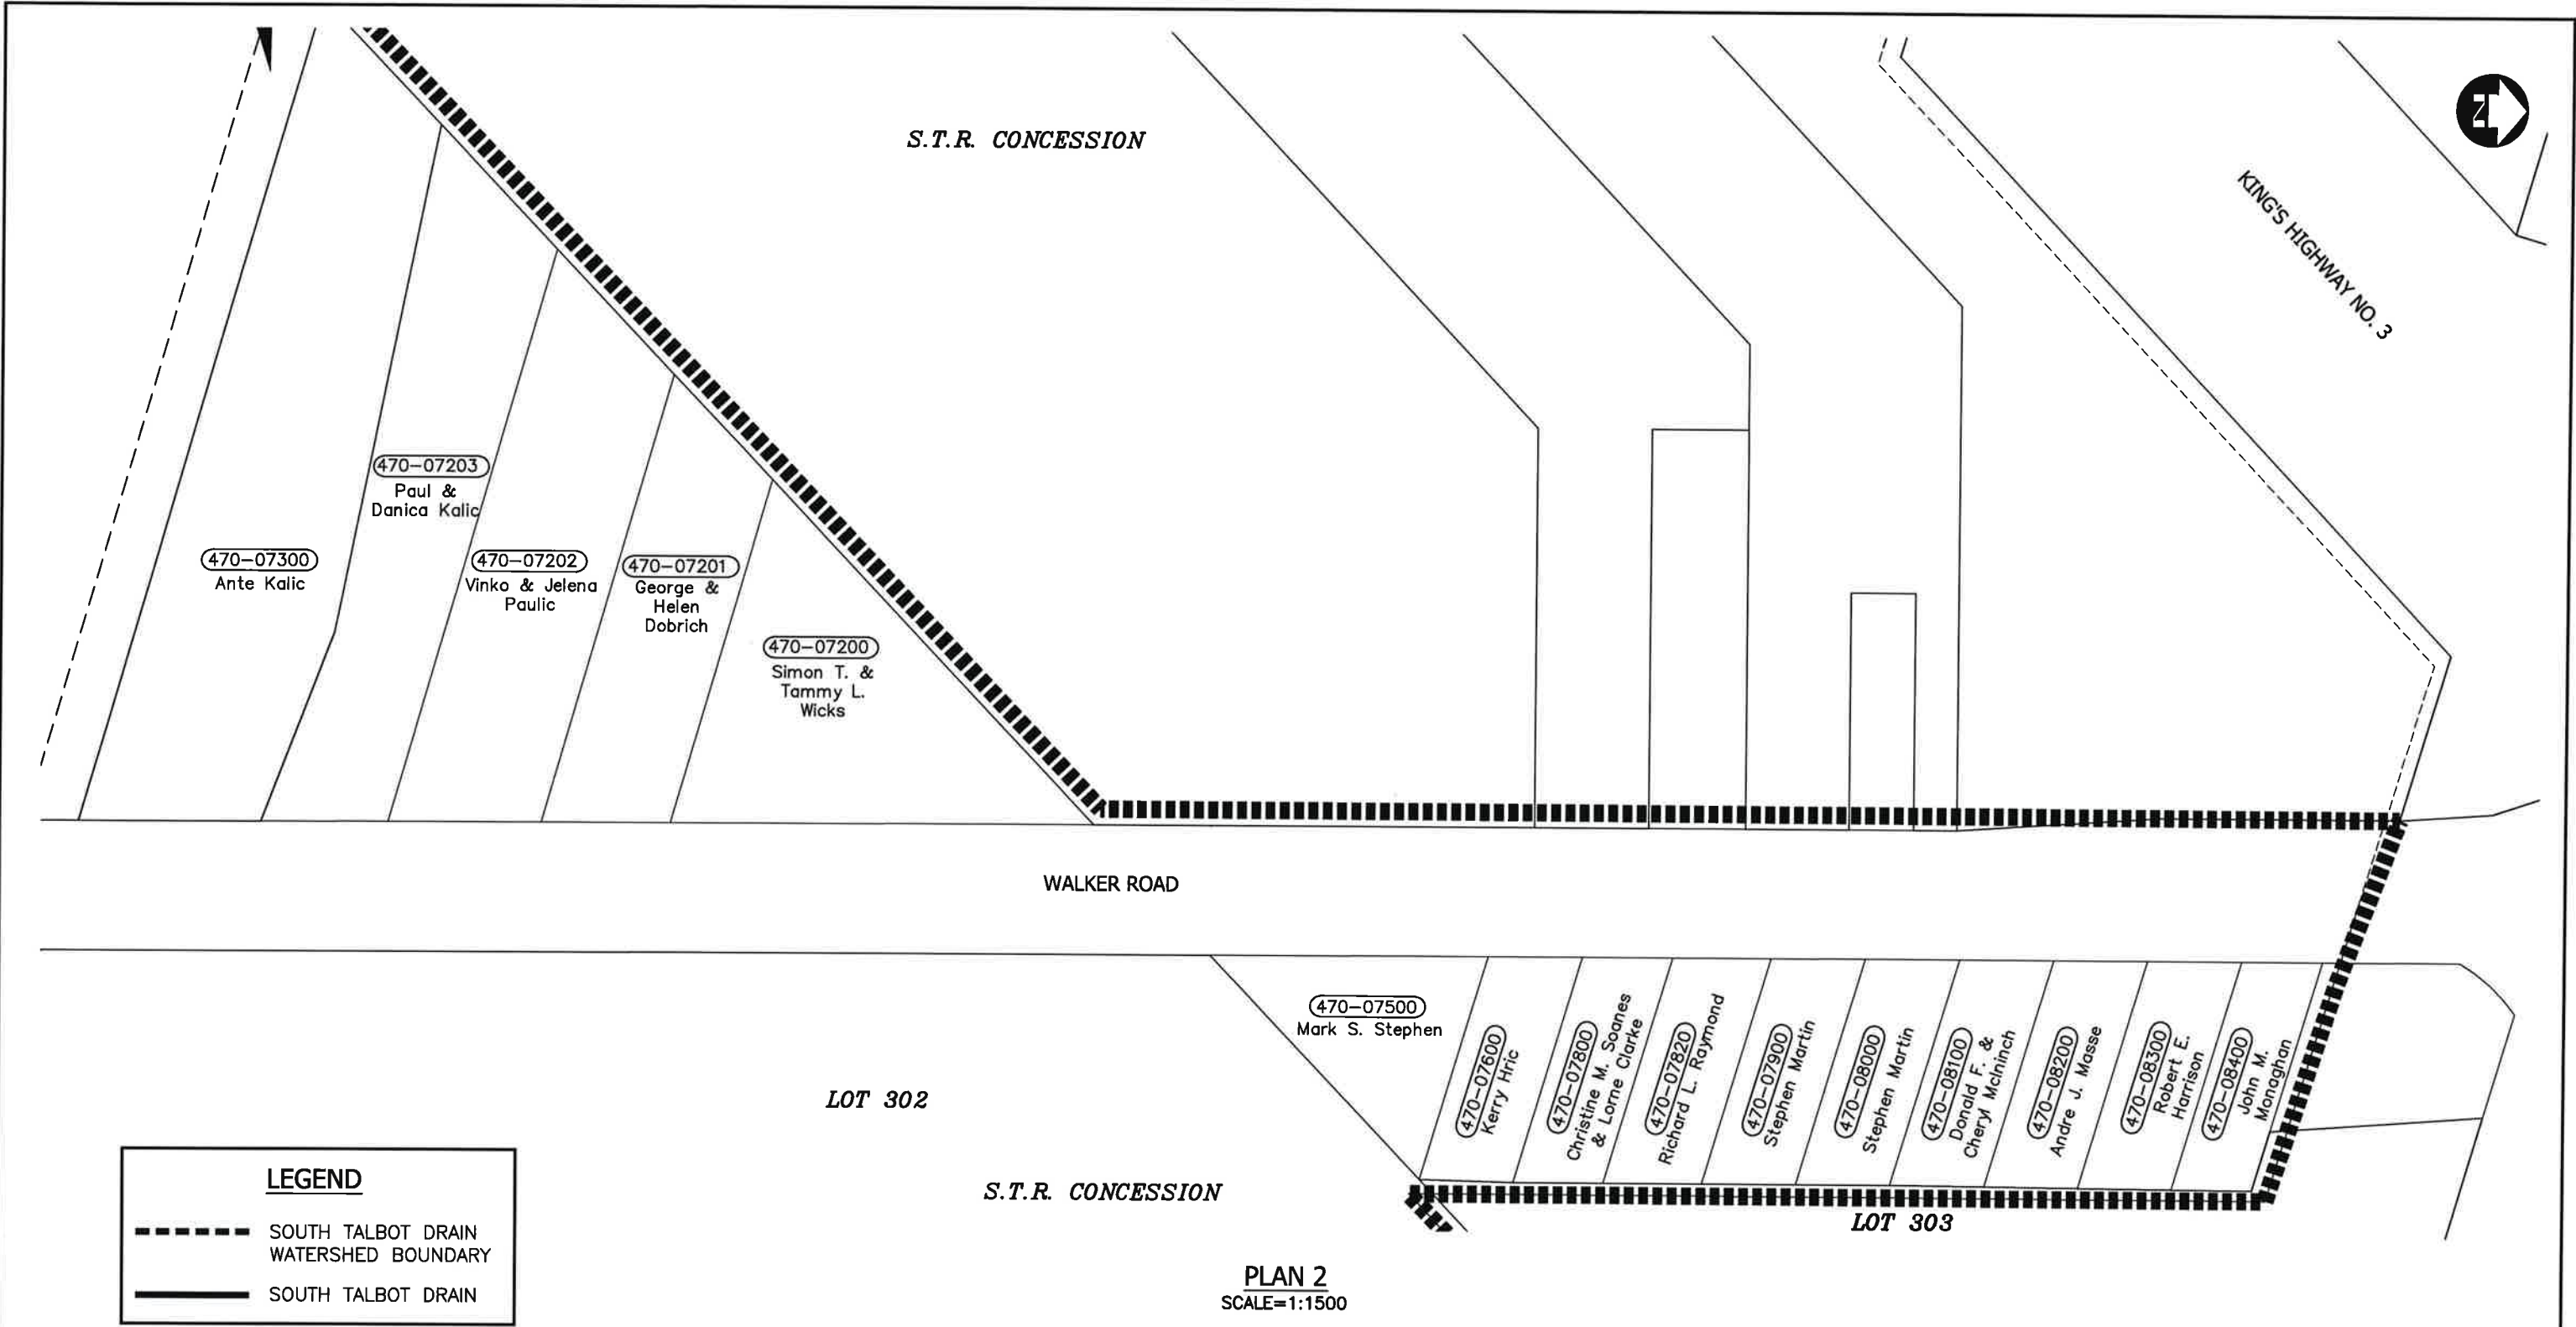 S.T.R. CONCESSION
N
KING'S HIGHWAY NO. 3
470-07203
Paul &
Danica Kalic
470-07300
Ante Kalic
470-07202
Vinko & Jelena
Paulic
470-07201
George &
Helen
Dobrich
470-07200
Simon T. &
Tammy L.
Wicks
WALKER ROAD
470-07500
Mark S. Stephen
470-07600
Kerry Hric
470-07800
Christine M. Soanes
& Lorne Clarke
470-07820
Richard L. Raymond
470-07900
Stephen Martin
470-08000
Stephen Martin
470-08100
Donald F. &
Cheryl McIninch
470-08200
Andre J. Masse
470-08300
Robert E.
Harrison
470-08400
John M.
Monaghan
LOT 302
S.T.R. CONCESSION
LOT 303
LEGEND
SOUTH TALBOT DRAIN
WATERSHED BOUNDARY
SOUTH TALBOT DRAIN
PLAN 2
SCALE=1:1500